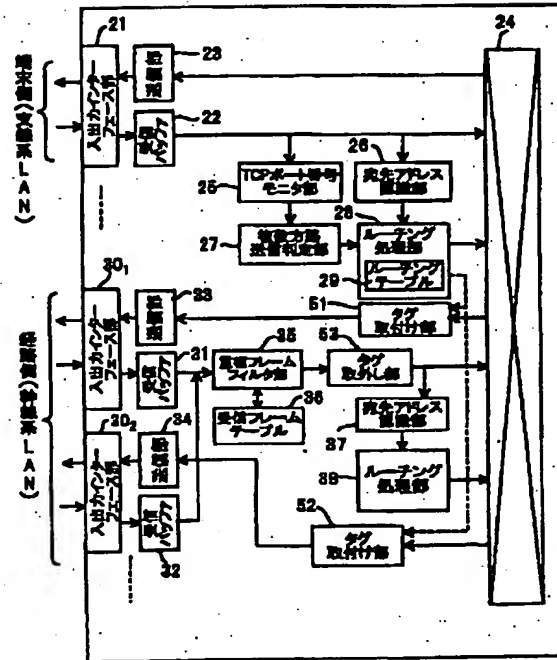 21
23
24
端末側(支線系LAN)
入出力インターフェース部
送信部
22
受信バッファ
26
25
TCPポート番号
モニタ部
宛先アドレス
認識部
27
28
複数方路
送信判定部
ルーチング
処理部
29
ルーチング
テーブル
30₁
33
51
タグ
取付け部
経路側(幹線系LAN)
入出力インターフェース部
送信部
35
53
31
受信バッファ
フレーム
フィルタ部
タグ
取外し部
30₂
34
36
受信フレーム
テーブル
宛先アドレス
認識部
37
入出力インターフェース部
送信部
39
ルーチング
処理部
受信バッファ
52
タグ
取付け部
32